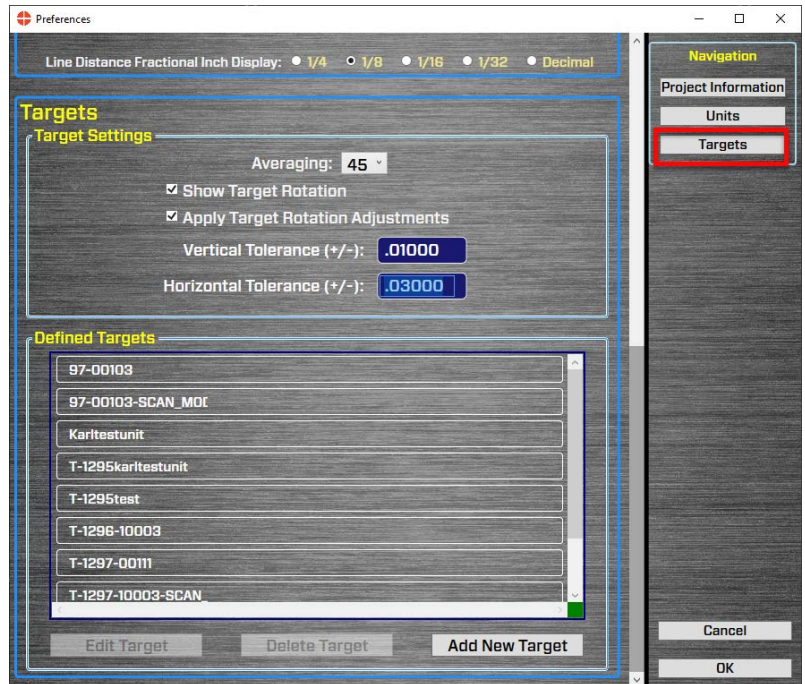 Preferences
Line Distance Fractional Inch Display: 1/4 1/8 1/16 1/32 Decimal
Targets
Target Settings
Averaging: 45
Show Target Rotation
Apply Target Rotation Adjustments
Vertical Tolerance (+/-): .01000
Horizontal Tolerance (+/-): .03000
Defined Targets
97-00103
97-00103-SCAN_MOD
Karltestunit
T-1295karltestunit
T-1295test
T-1296-10003
T-1297-00111
T-1297-10003-SCAN_
Edit Target Delete Target Add New Target
Navigation
Project Information
Units
Targets
Cancel
OK